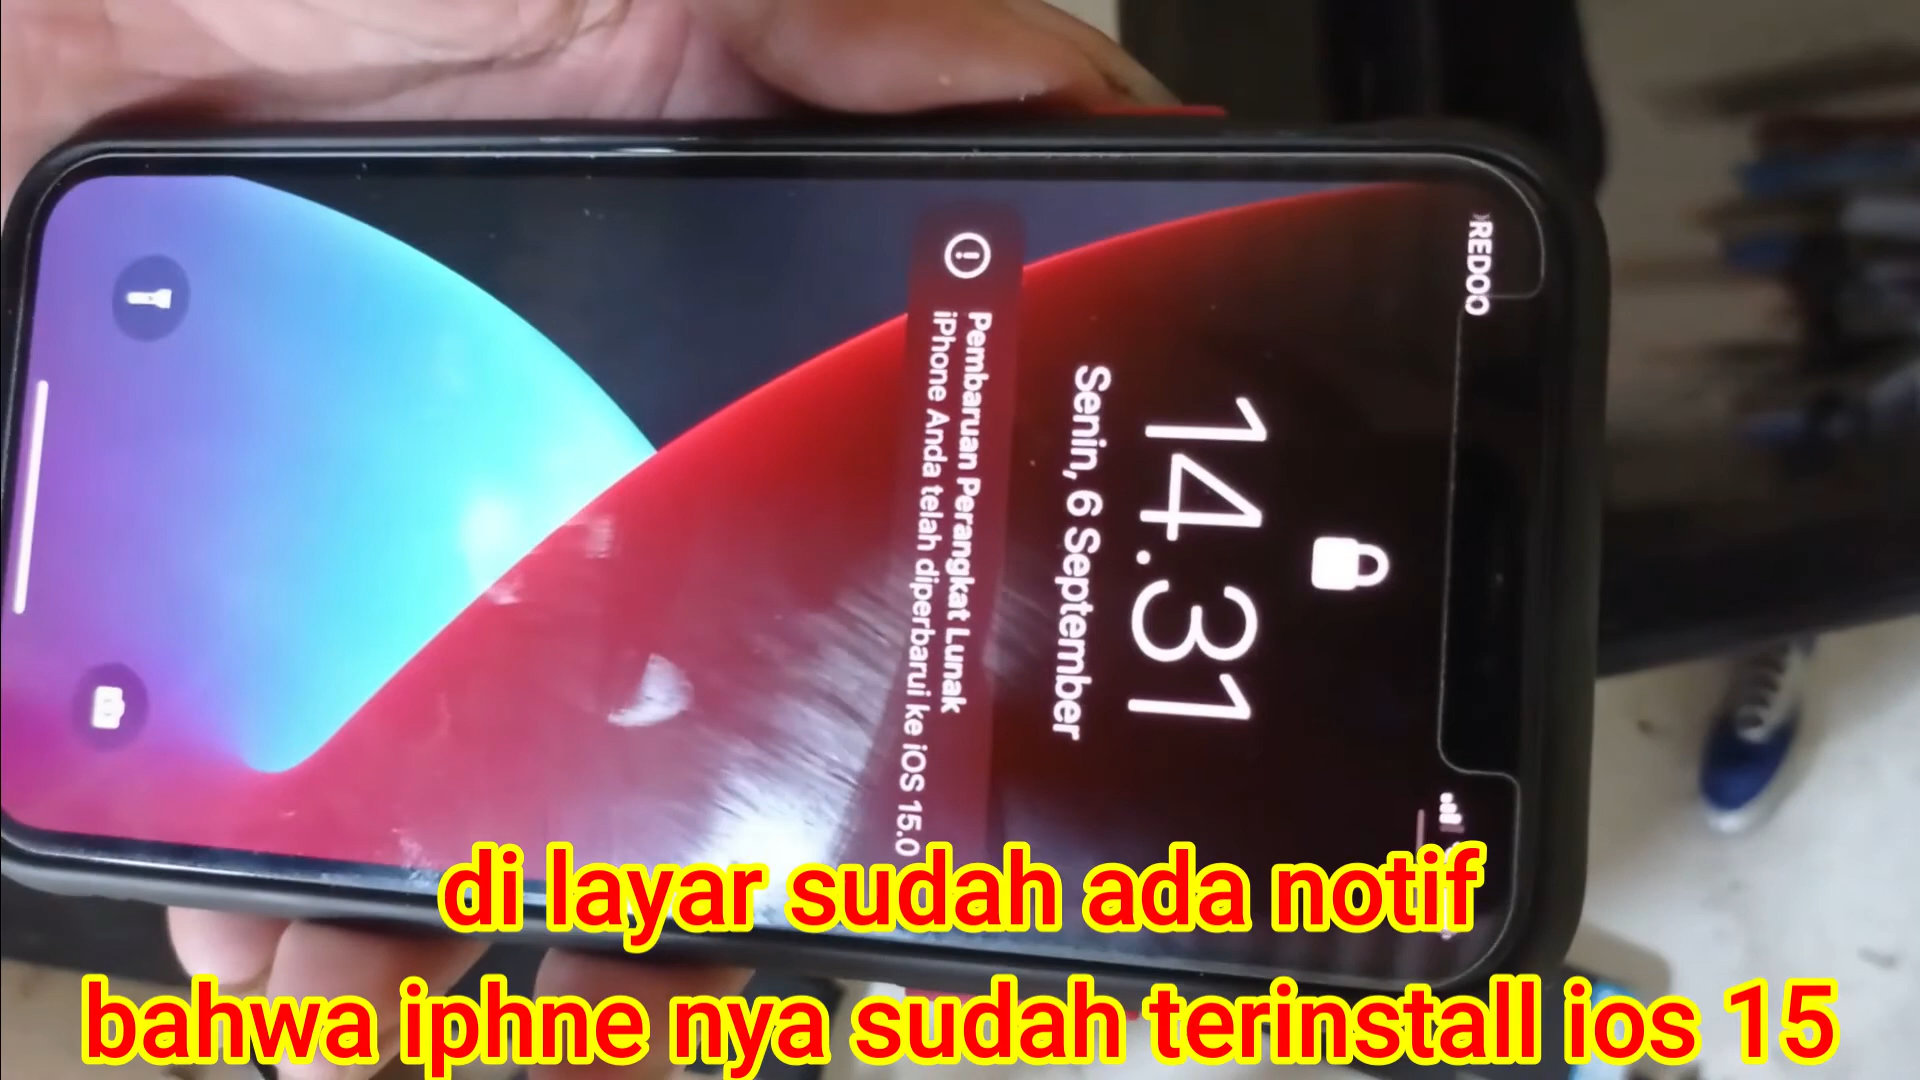 OREDOO
14.31
Senin, 6 September
Pembaruan Perangkat Lunak
iPhone Anda telah diperbarui ke iOS 15.0
di layar sudah ada notif
bahwa iphne nya sudah terinstall ios 15